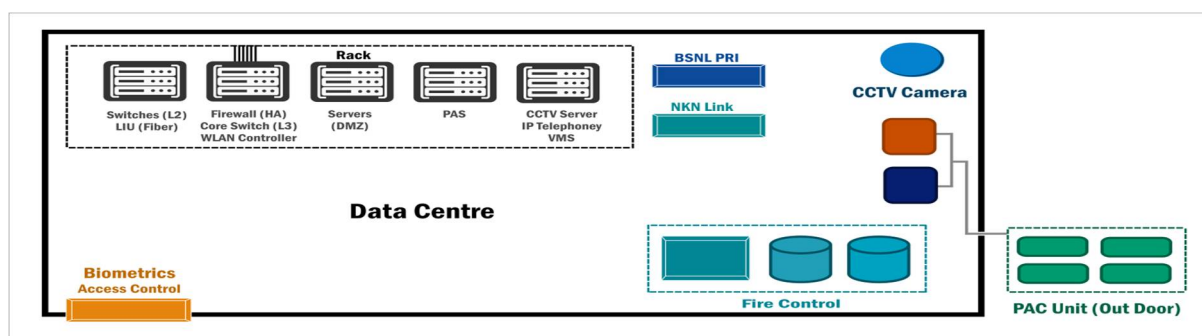 Rack
Switches (L2)
LIU (Fiber)
Firewall (HA)
Core Switch (L3)
WLAN Controller
Servers
(DMZ)
PAS
CCTV Server
IP Telephoney
VMS
BSNL PRI
NKN Link
CCTV Camera
Data Centre
Biometrics
Access Control
Fire Control
PAC Unit (Out Door)